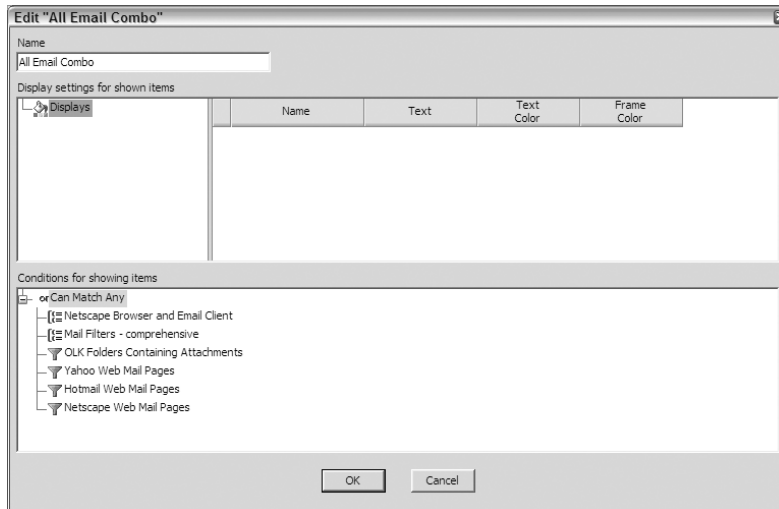 Edit "All Email Combo"
Name
All Email Combo
Display settings for shown items
Displays
Name Text Text Color Frame Color
Conditions for showing items
or Can Match Any
Netscape Browser and Email Client
Mail Filters - comprehensive
OLK Folders Containing Attachments
Yahoo Web Mail Pages
Hotmail Web Mail Pages
Netscape Web Mail Pages
OK Cancel